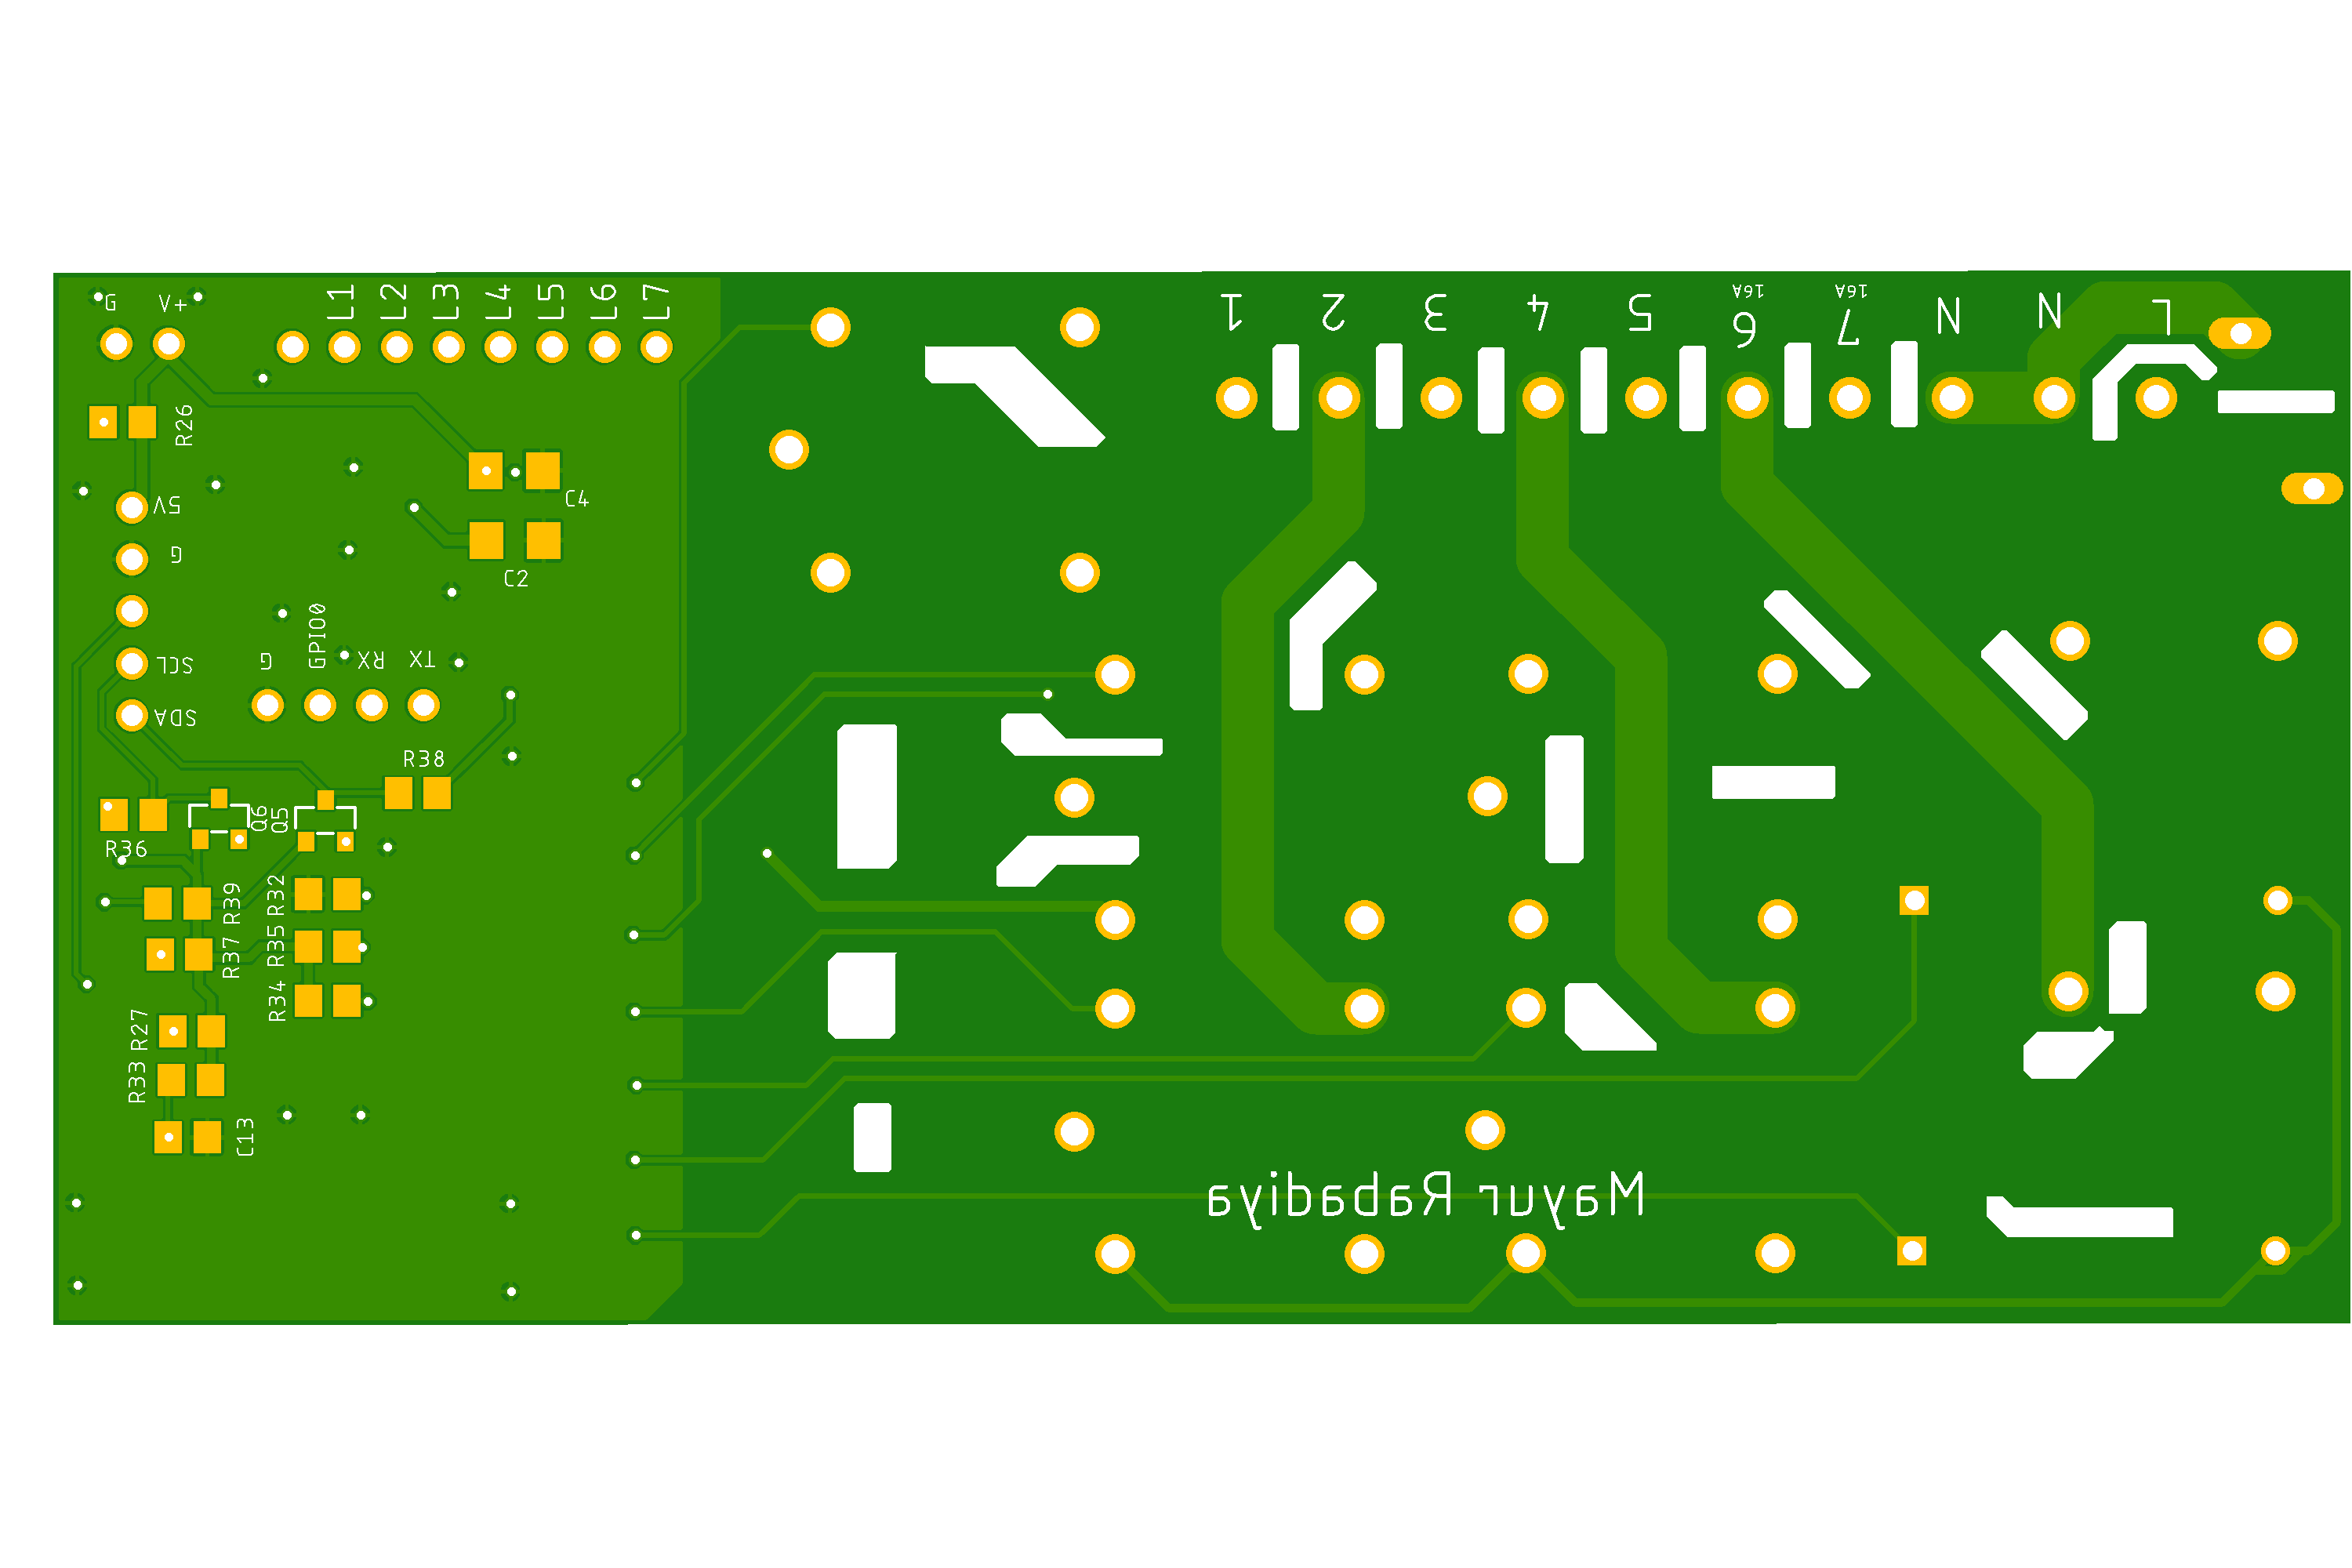 G V+
L1 L2 L3 L4 L5 L6 L7
1 2 3 4 5 6 7 N N L
16A 16A
R26
C4
5V
G
C2
GPIO0
SCL G RX TX
SDA
R38
Q6 Q5
R36
R39 R32
R37 R35
R34
R27
R33
C13
Mayur Rabadiya